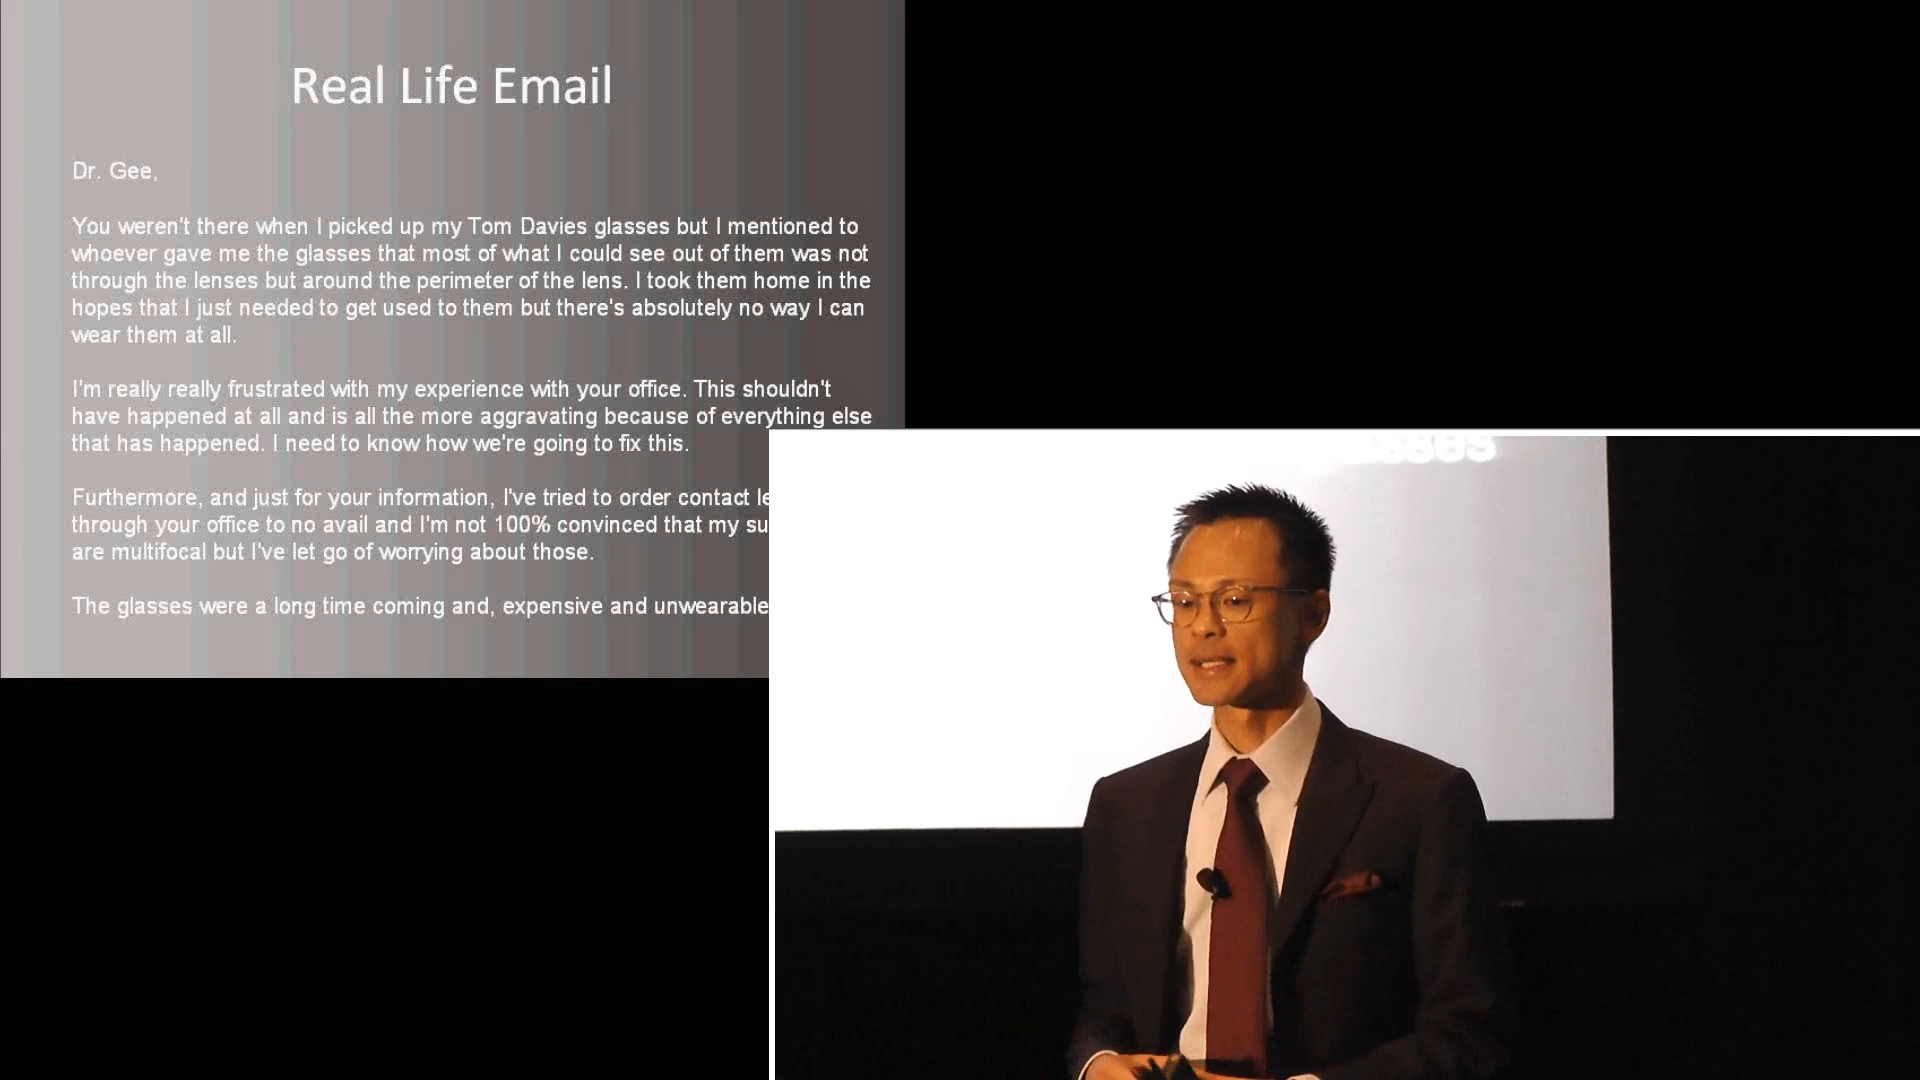 Real Life Email
Dr. Gee,
You weren't there when I picked up my Tom Davies glasses but I mentioned to
whoever gave me the glasses that most of what I could see out of them was not
through the lenses but around the perimeter of the lens. I took them home in the
hopes that I just needed to get used to them but there's absolutely no way I can
wear them at all.
I'm really really frustrated with my experience with your office. This shouldn't
have happened at all and is all the more aggravating because of everything else
that has happened. I need to know how we're going to fix this.
Furthermore, and just for your information, I've tried to order contact
through your office to no avail and I'm not 100% convinced that my
are multifocal but I've let go of worrying about those.
The glasses were a long time coming and, expensive and unwearable